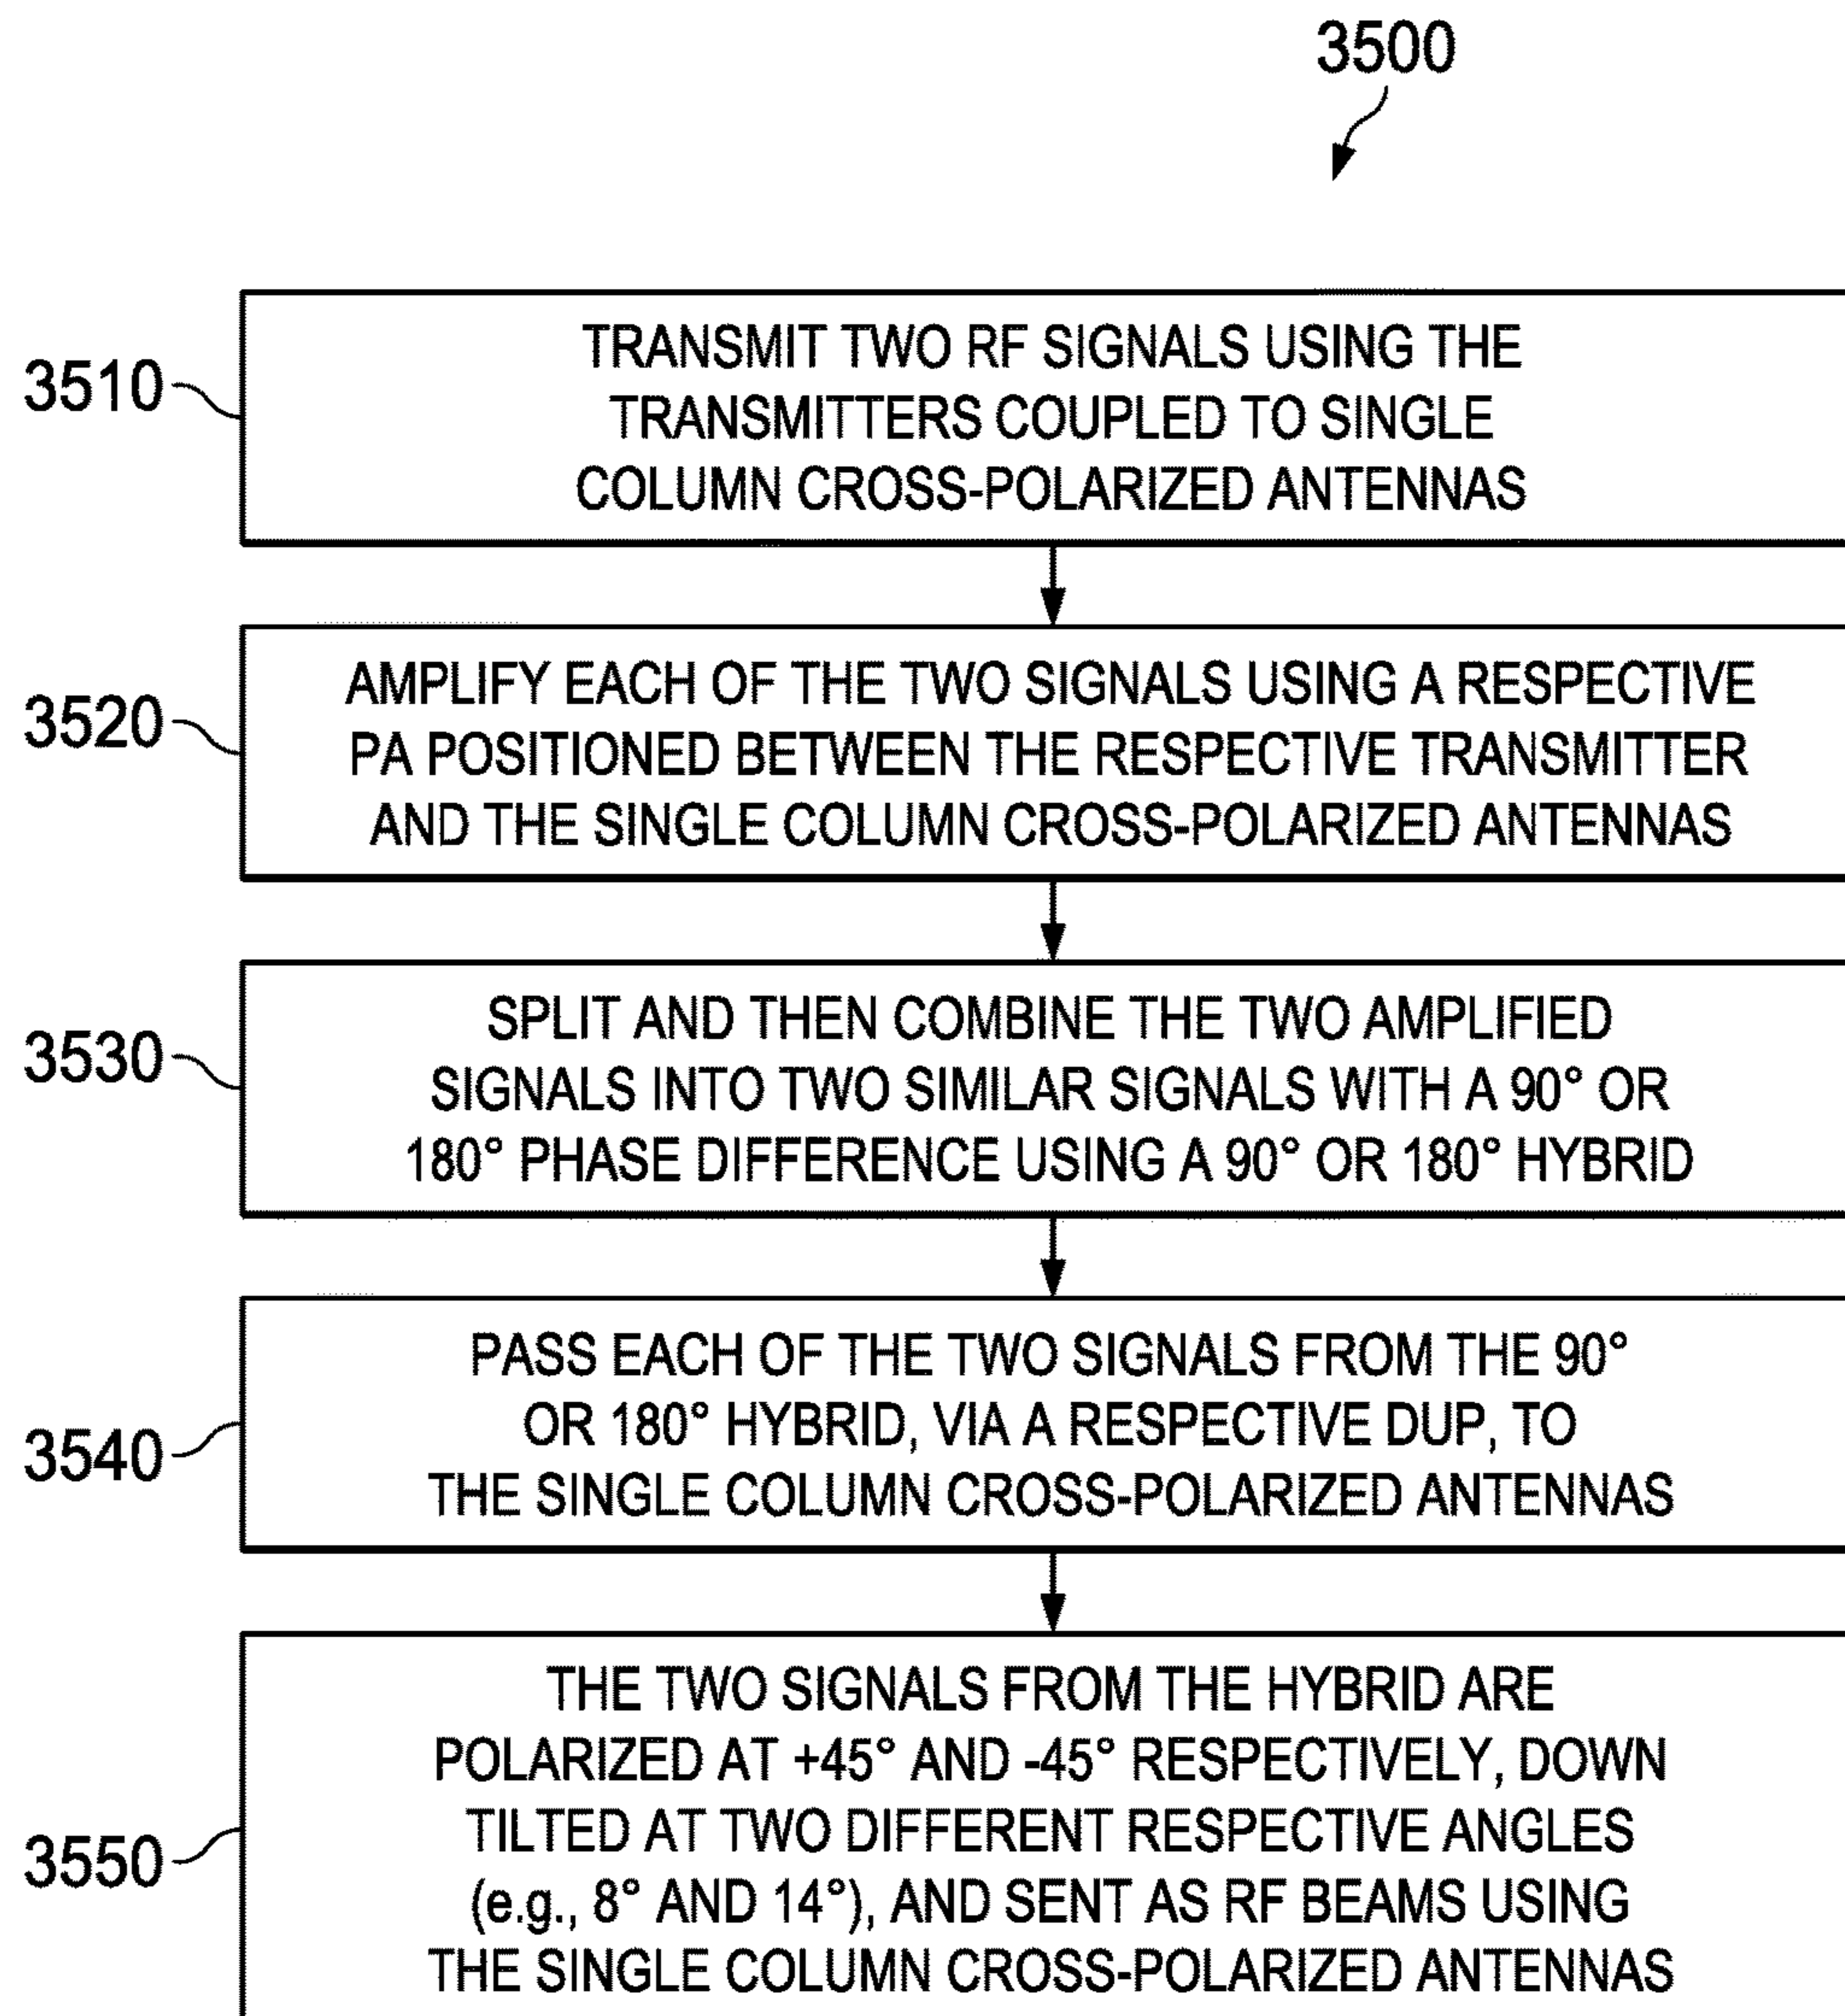 3500
3510
TRANSMIT TWO RF SIGNALS USING THE
TRANSMITTERS COUPLED TO SINGLE
COLUMN CROSS-POLARIZED ANTENNAS
3520
AMPLIFY EACH OF THE TWO SIGNALS USING A RESPECTIVE
PA POSITIONED BETWEEN THE RESPECTIVE TRANSMITTER
AND THE SINGLE COLUMN CROSS-POLARIZED ANTENNAS
3530
SPLIT AND THEN COMBINE THE TWO AMPLIFIED
SIGNALS INTO TWO SIMILAR SIGNALS WITH A 90° OR
180° PHASE DIFFERENCE USING A 90° OR 180° HYBRID
3540
PASS EACH OF THE TWO SIGNALS FROM THE 90°
OR 180° HYBRID, VIA A RESPECTIVE DUP, TO
THE SINGLE COLUMN CROSS-POLARIZED ANTENNAS
3550
THE TWO SIGNALS FROM THE HYBRID ARE
POLARIZED AT +45° AND -45° RESPECTIVELY, DOWN
TILTED AT TWO DIFFERENT RESPECTIVE ANGLES
(e.g., 8° AND 14°), AND SENT AS RF BEAMS USING
THE SINGLE COLUMN CROSS-POLARIZED ANTENNAS